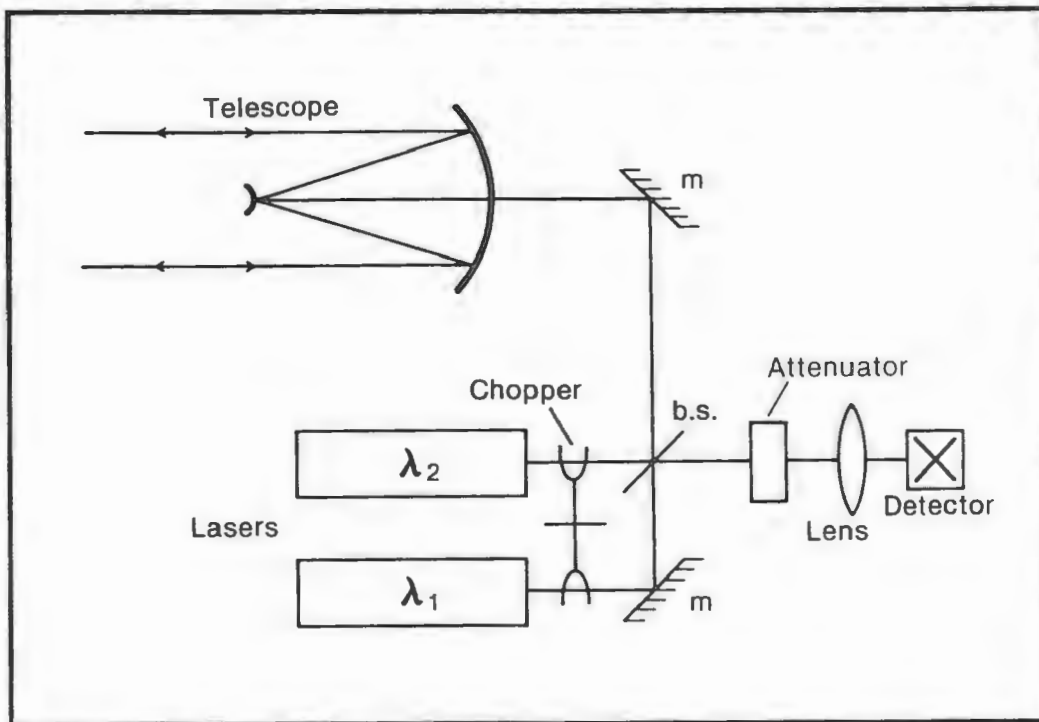 Telescope
m
Attenuator
Chopper
b.s.
λ2
Detector
Lasers
Lens
λ1
m